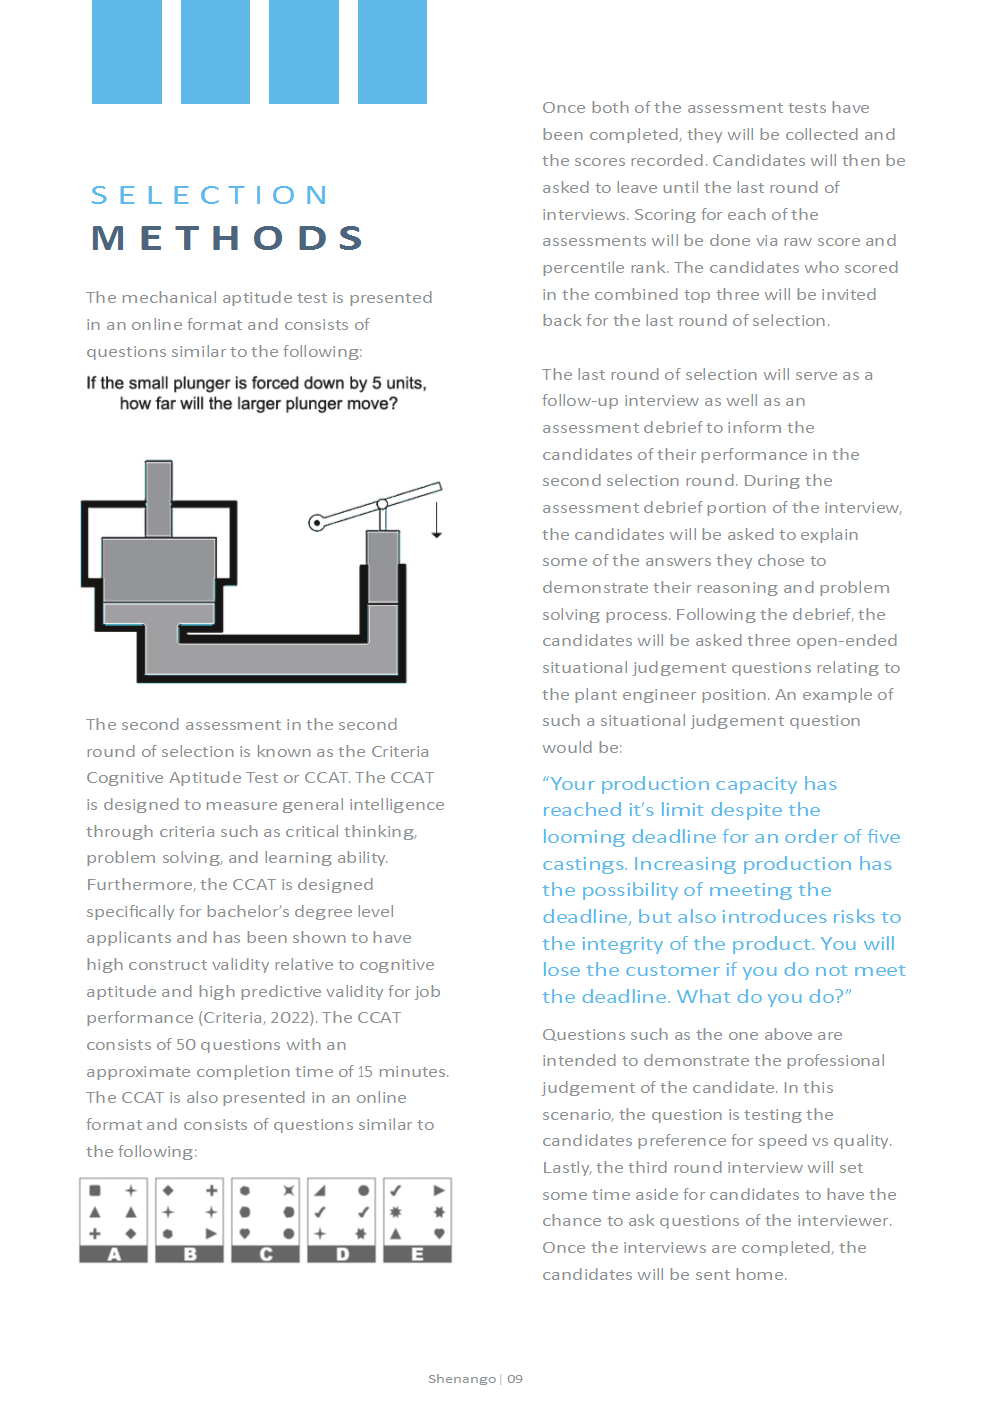 SELECTION
METHODS
The mechanical aptitude test is presented
in an online format and consists of
questions similar to the following:
If the small plunger is forced down by 5 units,
how far will the larger plunger move?
The second assessment in the second
round of selection is known as the Criteria
Cognitive Aptitude Test or CCAT. The CCAT
is designed to measure general intelligence
through criteria such as critical thinking,
problem solving, and learning ability.
Furthermore, the CCAT is designed
specifically for bachelor’s degree level
applicants and has been shown to have
high construct validity relative to cognitive
aptitude and high predictive validity for job
performance (Criteria, 2022). The CCAT
consists of 50 questions with an
approximate completion time of 15 minutes.
The CCAT is also presented in an online
format and consists of questions similar to
the following:
A B C D E
Once both of the assessment tests have
been completed, they will be collected and
the scores recorded. Candidates will then be
asked to leave until the last round of
interviews. Scoring for each of the
assessments will be done via raw score and
percentile rank. The candidates who scored
in the combined top three will be invited
back for the last round of selection.
The last round of selection will serve as a
follow-up interview as well as an
assessment debrief to inform the
candidates of their performance in the
second selection round. During the
assessment debrief portion of the interview,
the candidates will be asked to explain
some of the answers they chose to
demonstrate their reasoning and problem
solving process. Following the debrief, the
candidates will be asked three open-ended
situational judgement questions relating to
the plant engineer position. An example of
such a situational judgement question
would be:
“Your production capacity has
reached it’s limit despite the
looming deadline for an order of five
castings. Increasing production has
the possibility of meeting the
deadline, but also introduces risks to
the integrity of the product. You will
lose the customer if you do not meet
the deadline. What do you do?”
Questions such as the one above are
intended to demonstrate the professional
judgement of the candidate. In this
scenario, the question is testing the
candidates preference for speed vs quality.
Lastly, the third round interview will set
some time aside for candidates to have the
chance to ask questions of the interviewer.
Once the interviews are completed, the
candidates will be sent home.
Shenango | 09